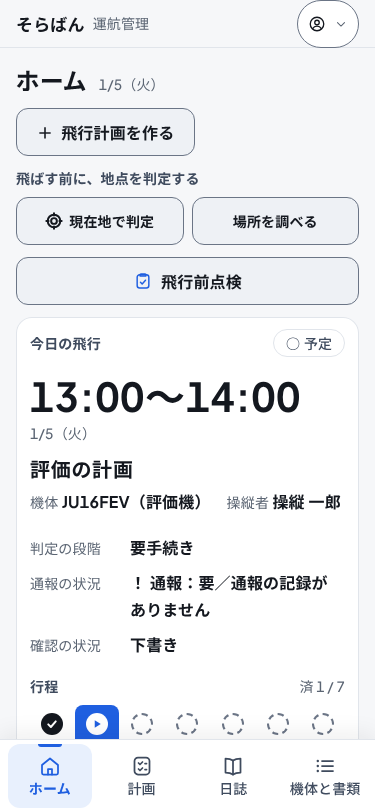 そらばん 運航管理
ホーム 1/5（火）
＋ 飛行計画を作る
飛ばす前に、地点を判定する
現在地で判定 場所を調べる
飛行前点検
今日の飛行 予定
13:00〜14:00
1/5（火）
評価の計画
機体 JU16FEV（評価機） 操縦者 操縦 一郎
判定の段階 要手続き
通報の状況 ！ 通報：要／通報の記録が
ありません
確認の状況 下書き
行程 済 1 / 7
ホーム 計画 日誌 機体と書類